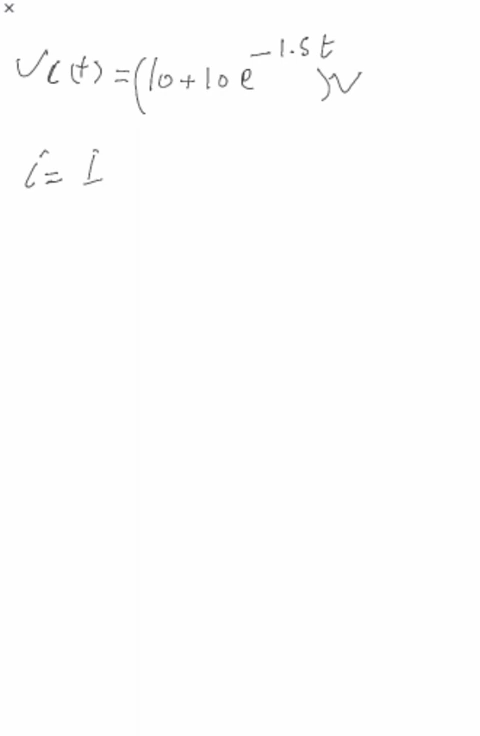 ×
Vc(t) = (10+10e^-1.5t)V
i = I